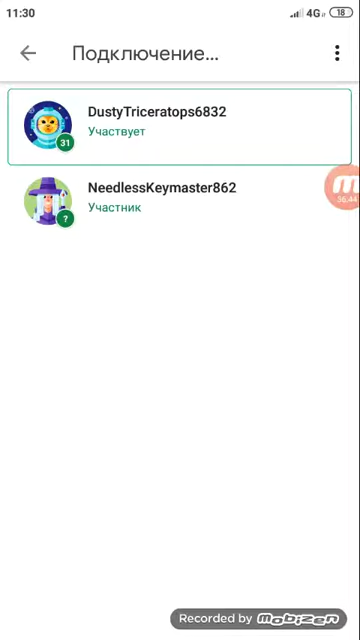 11:30
4G
18
Подключение...
DustyTriceratops6832
Участвует
31
NeedlessKeymaster862
Участник
?
36:44
Recorded by mobizen